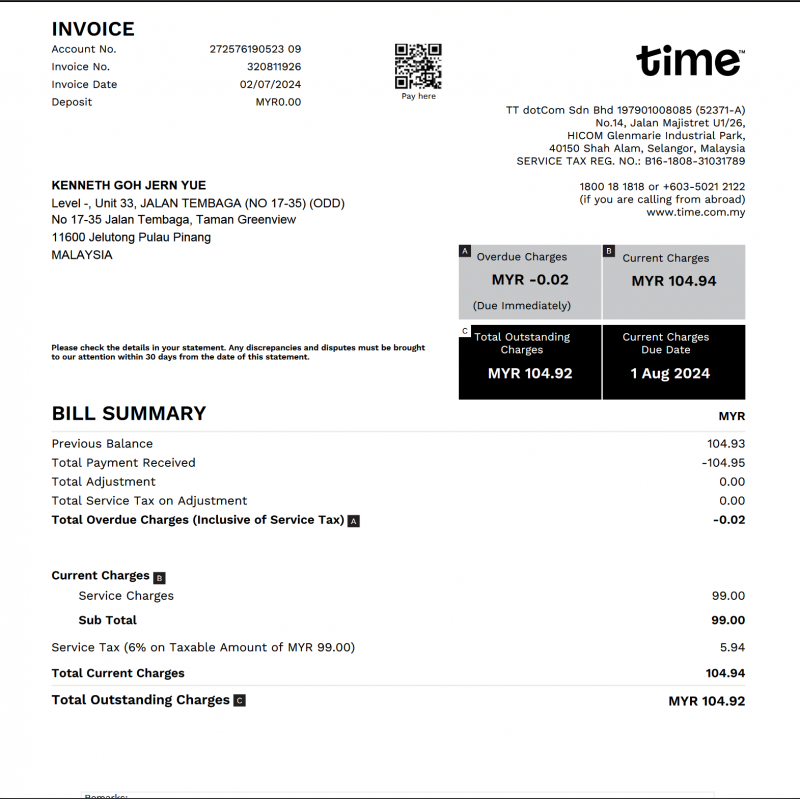 INVOICE
Account No. 272576190523 09
Invoice No. 320811926
Invoice Date 02/07/2024
Deposit MYR0.00
Pay here
time™
TT dotCom Sdn Bhd 197901008085 (52371-A)
No.14, Jalan Majistret U1/26,
HICOM Glenmarie Industrial Park,
40150 Shah Alam, Selangor, Malaysia
SERVICE TAX REG. NO.: B16-1808-31031789
1800 18 1818 or +603-5021 2122
(if you are calling from abroad)
www.time.com.my
KENNETH GOH JERN YUE
Level -, Unit 33, JALAN TEMBAGA (NO 17-35) (ODD)
No 17-35 Jalan Tembaga, Taman Greenview
11600 Jelutong Pulau Pinang
MALAYSIA
A Overdue Charges
MYR -0.02
(Due Immediately)
B Current Charges
MYR 104.94
C Total Outstanding
Charges
MYR 104.92
Current Charges
Due Date
1 Aug 2024
Please check the details in your statement. Any discrepancies and disputes must be brought
to our attention within 30 days from the date of this statement.
BILL SUMMARY MYR
Previous Balance 104.93
Total Payment Received -104.95
Total Adjustment 0.00
Total Service Tax on Adjustment 0.00
Total Overdue Charges (Inclusive of Service Tax) A -0.02
Current Charges B
Service Charges 99.00
Sub Total 99.00
Service Tax (6% on Taxable Amount of MYR 99.00) 5.94
Total Current Charges 104.94
Total Outstanding Charges C MYR 104.92
Remarks: